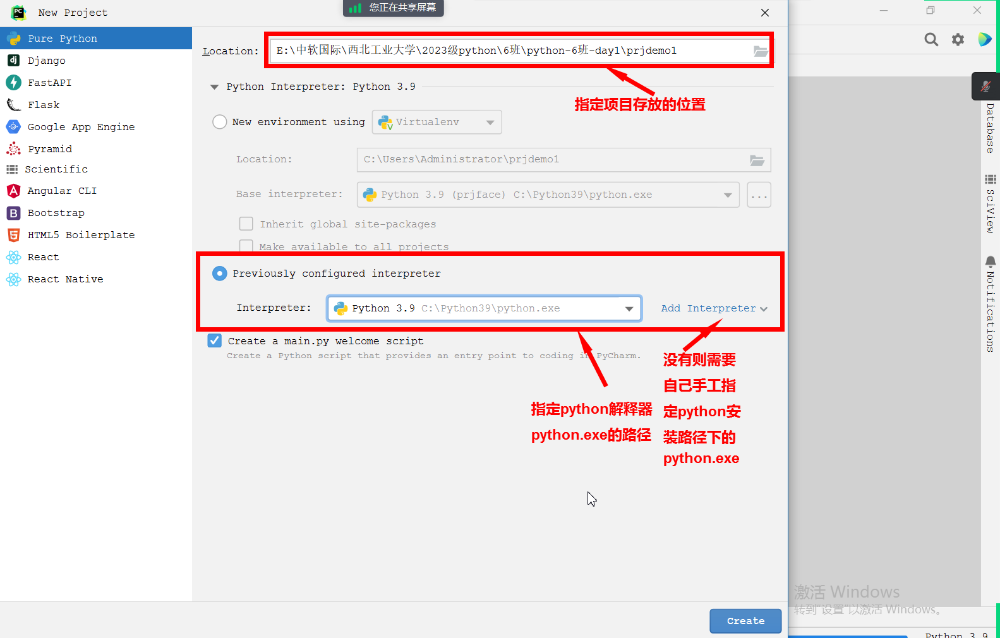 New Project
您正在共享屏幕
Pure Python
Django
FastAPI
Flask
Google App Engine
Pyramid
Scientific
Angular CLI
Bootstrap
HTML5 Boilerplate
React
React Native
Location: E:\中软国际\西北工业大学\2023级python\6班\python-6班-day1\prjdemo1
Python Interpreter: Python 3.9
指定项目存放的位置
New environment using Virtualenv
Location: C:\Users\Administrator\prjdemo1
Base interpreter: Python 3.9 (prjface) C:\Python39\python.exe ...
Inherit global site-packages
Make available to all projects
Previously configured interpreter
Interpreter: Python 3.9 C:\Python39\python.exe Add Interpreter
Create a main.py welcome script
Create a Python script that provides an entry point to coding in PyCharm.
指定python解释器
python.exe的路径
没有则需要
自己手工指
定python安
装路径下的
python.exe
Create
Database
SciView
Notifications
激活 Windows
转到"设置"以激活 Windows。
Python 3.9